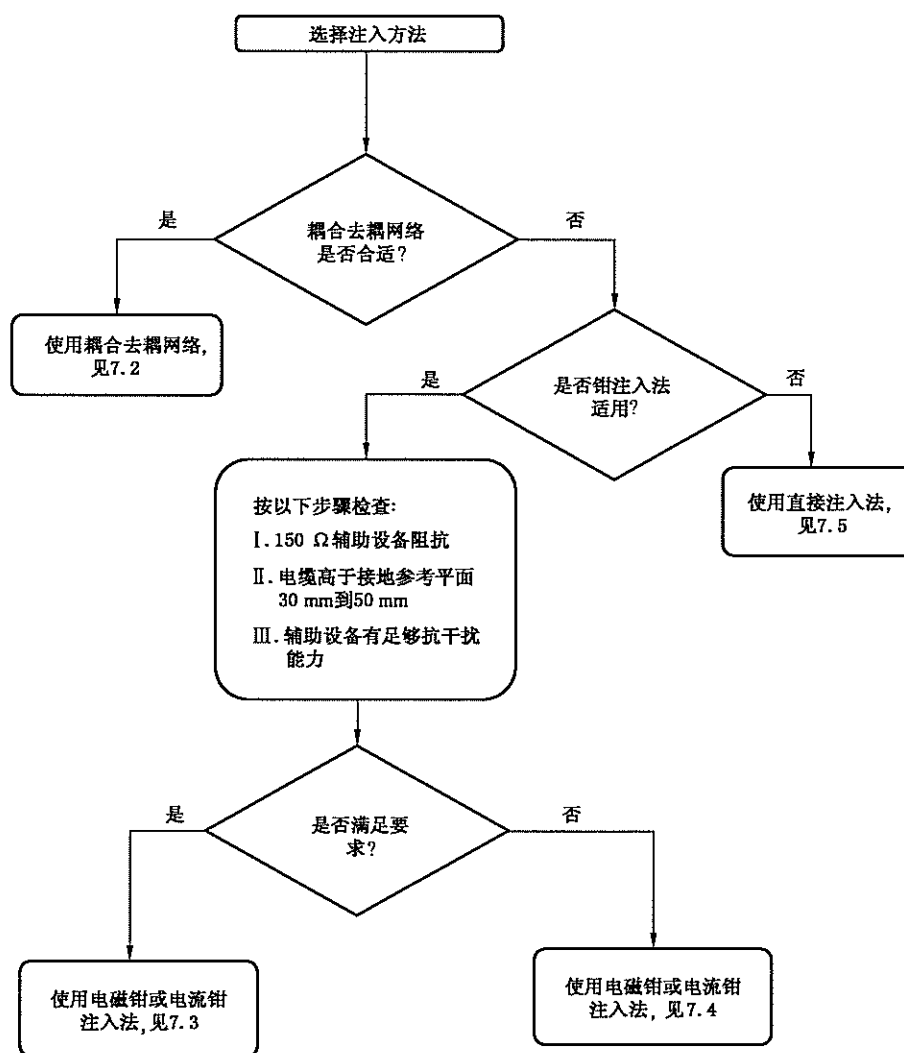 选择注入方法
耦合去耦网络
是否合适?
是
否
使用耦合去耦网络,
见7.2
是否钳注入法
适用?
是
否
按以下步骤检查:
Ⅰ.150 Ω辅助设备阻抗
Ⅱ.电缆高于接地参考平面
30 mm到50 mm
Ⅲ.辅助设备有足够抗干扰
能力
使用直接注入法,
见7.5
是否满足要
求?
是
否
使用电磁钳或电流钳
注入法,见7.3
使用电磁钳或电流钳
注入法, 见7.4